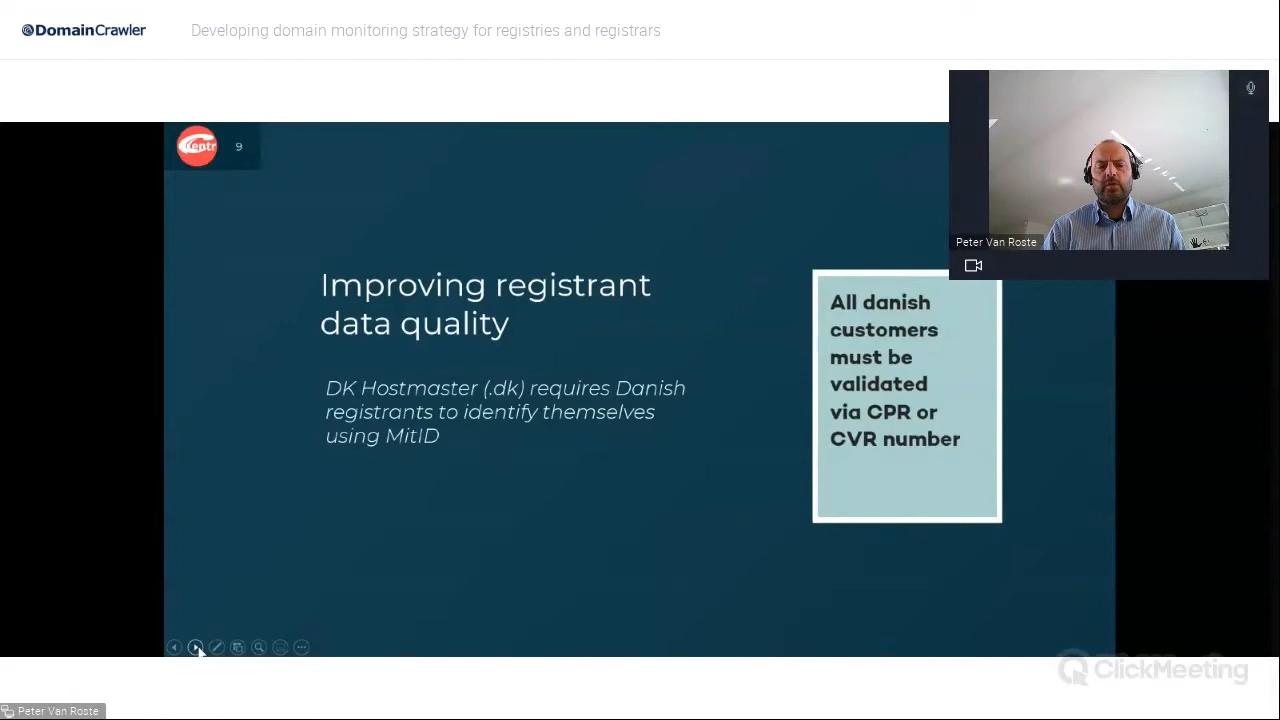 DomainCrawler
Developing domain monitoring strategy for registries and registrars
Centr
9
Peter Van Roste
Improving registrant
data quality
DK Hostmaster (.dk) requires Danish
registrants to identify themselves
using MitID
All danish
customers
must be
validated
via CPR or
CVR number
ClickMeeting
Peter Van Roste